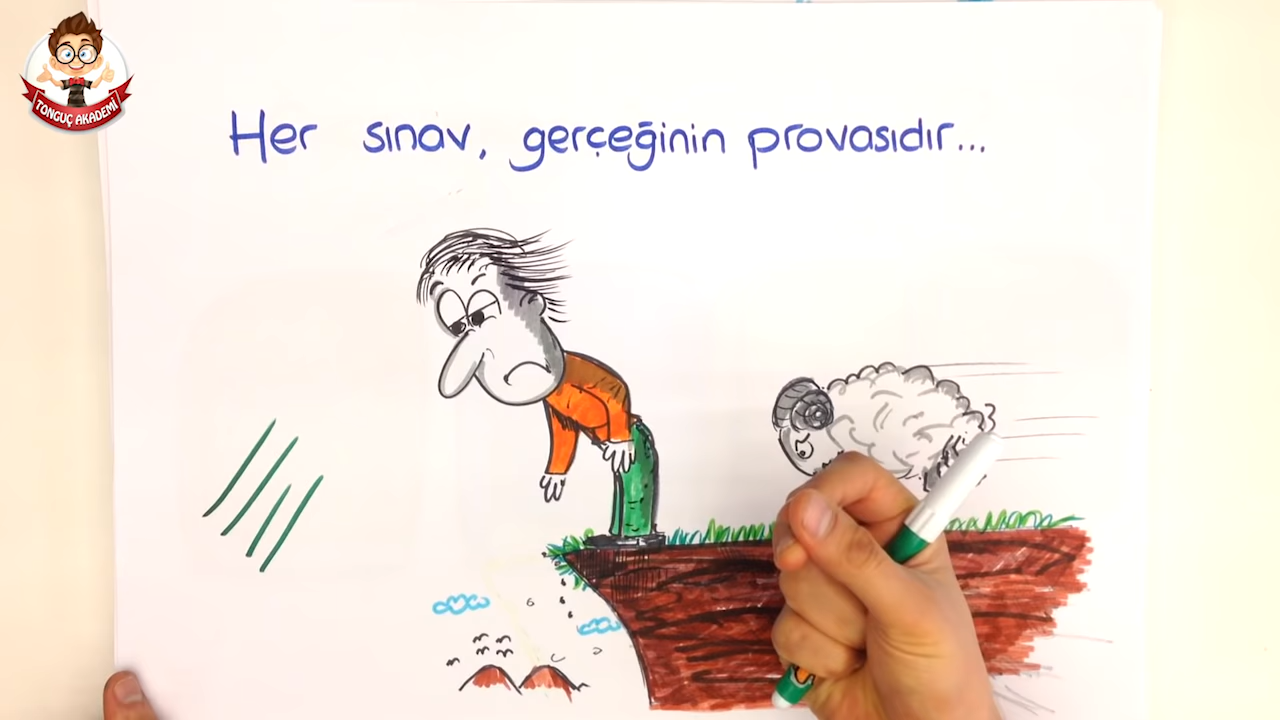 TONGUÇ AKADEMİ
Her sınav, gerçeğinin provasıdır...